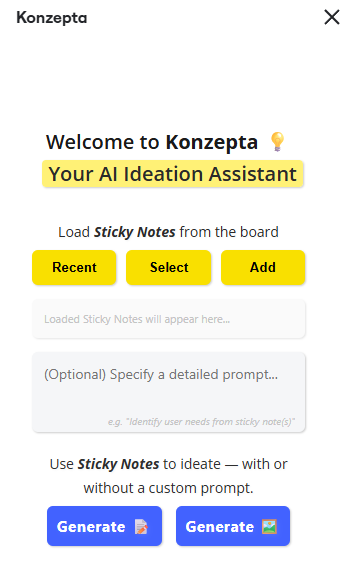 Konzepta
Welcome to Konzepta 💡
Your AI Ideation Assistant
Load Sticky Notes from the board
Recent Select Add
Loaded Sticky Notes will appear here...
(Optional) Specify a detailed prompt...
e.g. "Identify user needs from sticky note(s)"
Use Sticky Notes to ideate — with or
without a custom prompt.
Generate 📝 Generate 🖼️